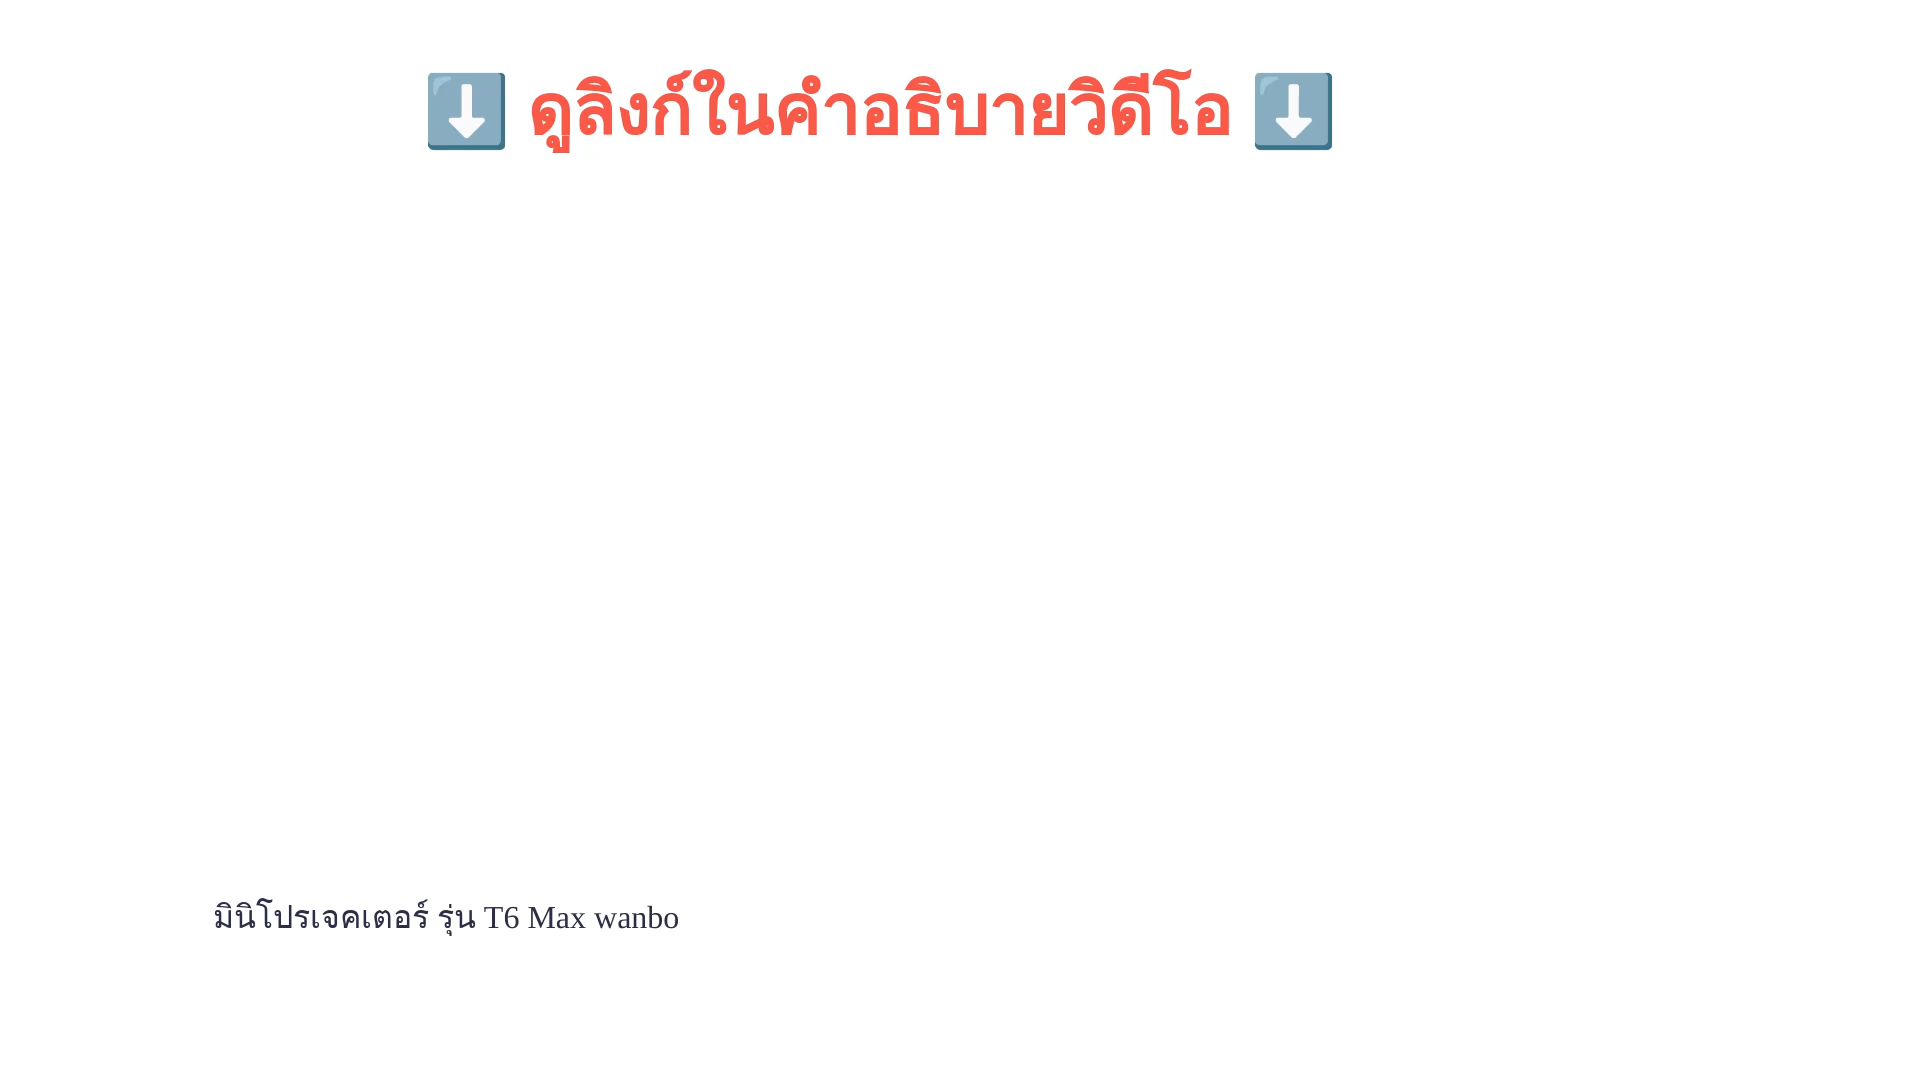 ⬇️ ดูลิงก์ในคำอธิบายวิดีโอ ⬇️
มินิโปรเจคเตอร์ รุ่น T6 Max wanbo